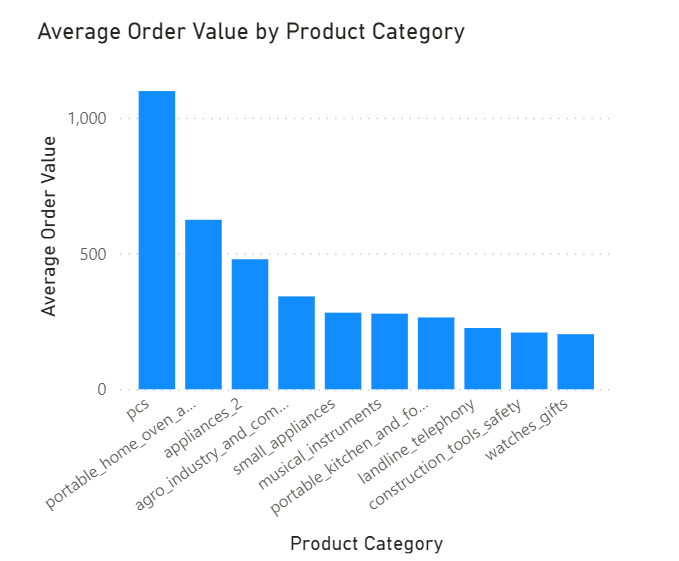 Average Order Value by Product Category
Average Order Value
1,000
500
0
pcs
portable_home_oven_a...
appliances_2
agro_industry_and_com...
small_appliances
musical_instruments
portable_kitchen_and_fo...
landline_telephony
construction_tools_safety
watches_gifts
Product Category